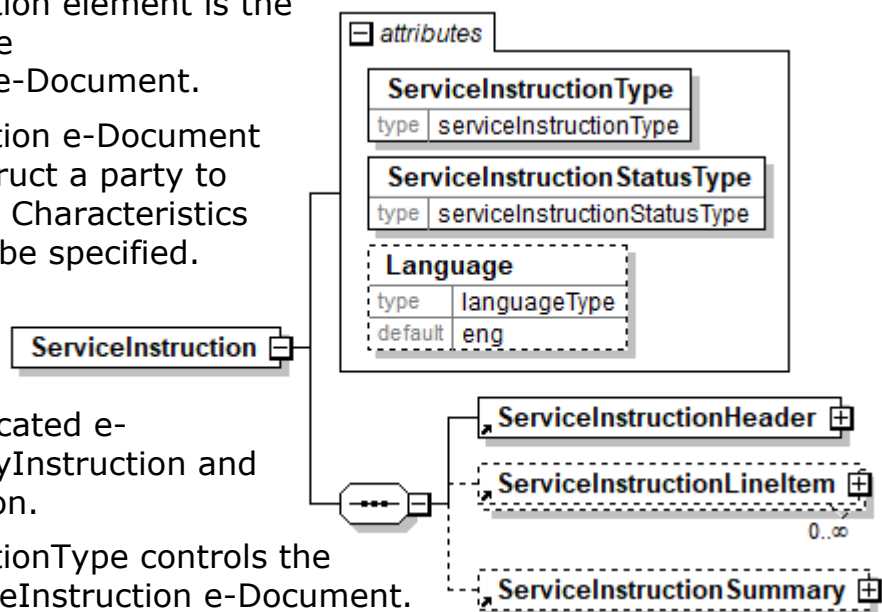 tion element is the
e
e-Document.
tion e-Document
ruct a party to
Characteristics
be specified.
cated e-
yInstruction and
on.
tionType controls the
eInstruction e-Document.
attributes
ServiceInstructionType
type serviceInstructionType
ServiceInstructionStatusType
type serviceInstructionStatusType
Language
type languageType
default eng
ServiceInstruction
ServiceInstructionHeader
ServiceInstructionLineItem
0..∞
ServiceInstructionSummary